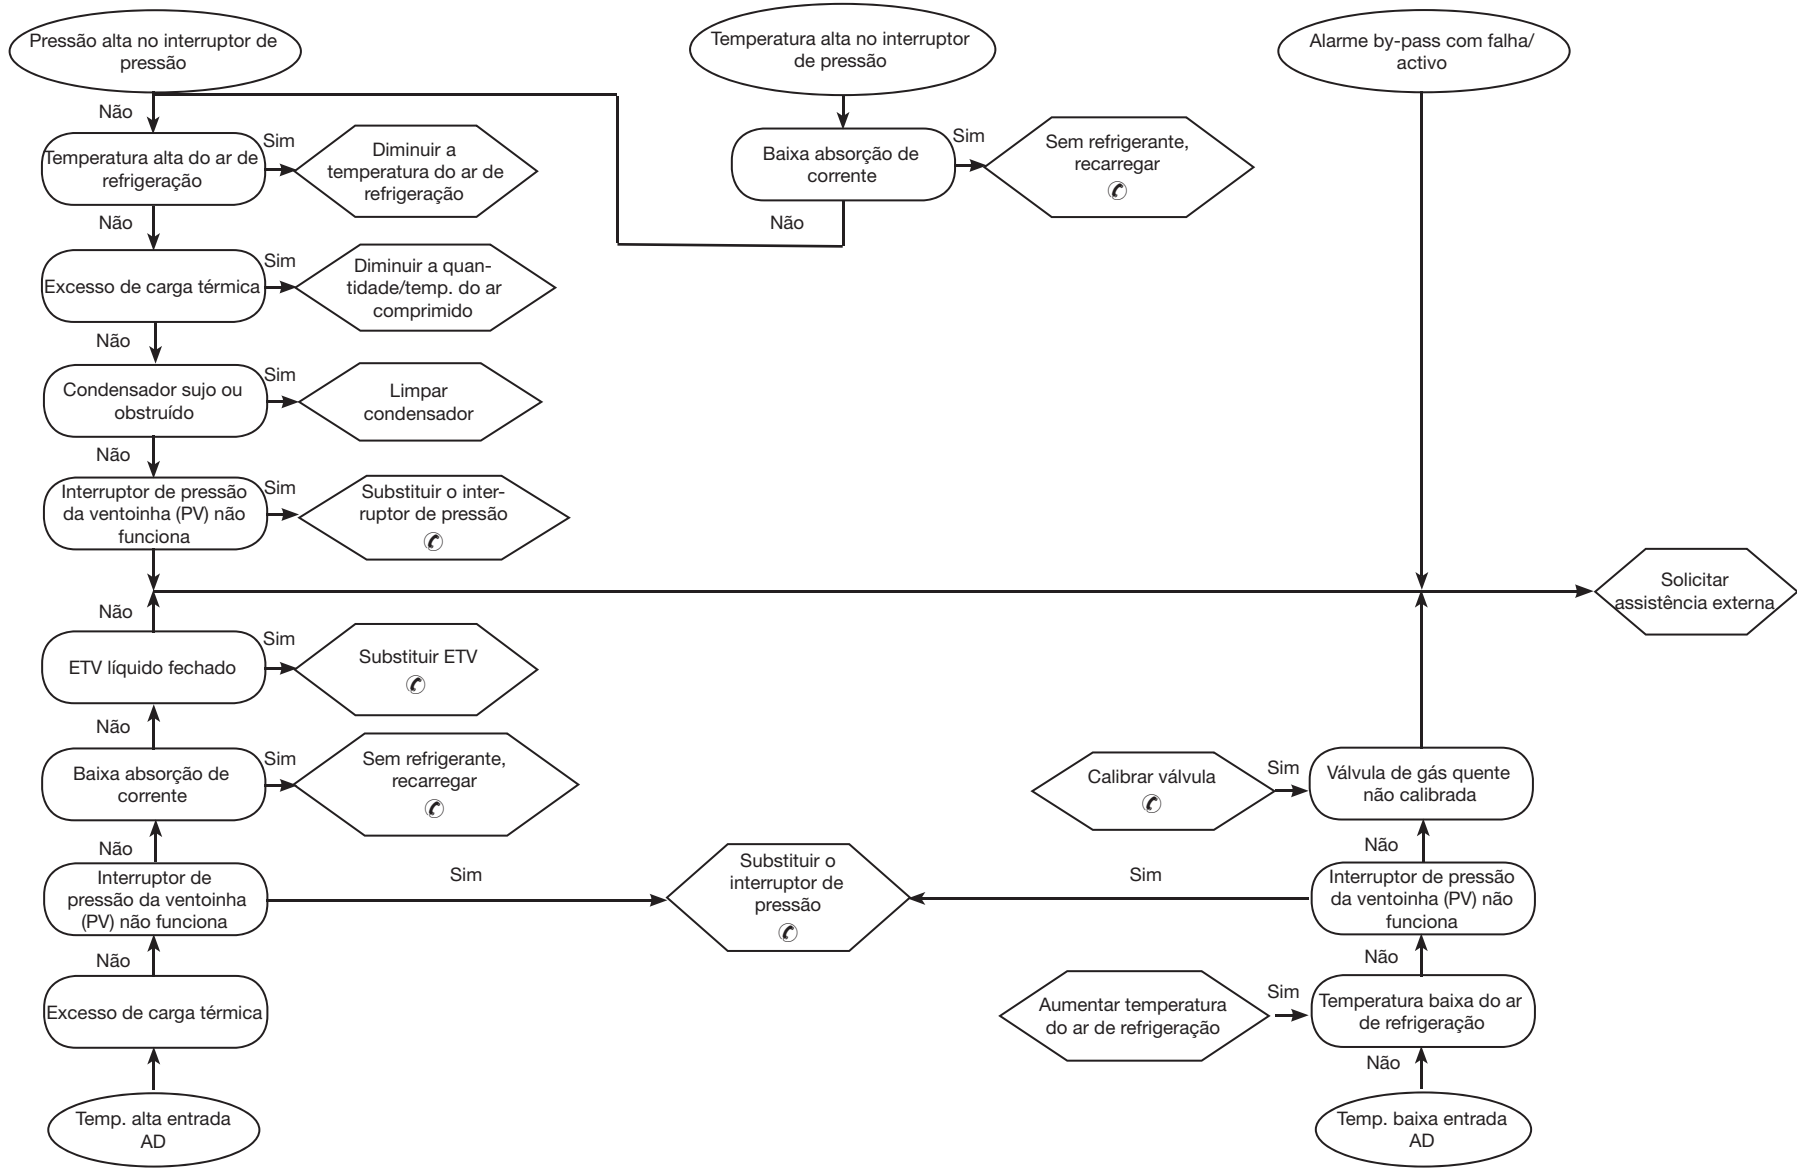 Pressão alta no interruptor de
pressão
Temperatura alta no interruptor
de pressão
Alarme by-pass com falha/
activo
Não
Temperatura alta do ar de
refrigeração
Sim
Diminuir a
temperatura do ar de
refrigeração
Baixa absorção de
corrente
Sim
Sem refrigerante,
recarregar
Não
Não
Excesso de carga térmica
Sim
Diminuir a quan-
tidade/temp. do ar
comprimido
Não
Condensador sujo ou
obstruído
Sim
Limpar
condensador
Não
Interruptor de pressão
da ventoinha (PV) não
funciona
Sim
Substituir o inter-
ruptor de pressão
Solicitar
assistência externa
Não
ETV líquido fechado
Sim
Substituir ETV
Não
Baixa absorção de
corrente
Sim
Sem refrigerante,
recarregar
Calibrar válvula
Sim
Válvula de gás quente
não calibrada
Não
Interruptor de
pressão da ventoinha
(PV) não funciona
Sim
Substituir o
interruptor de
pressão
Sim
Não
Interruptor de pressão
da ventoinha (PV) não
funciona
Não
Excesso de carga térmica
Não
Aumentar temperatura
do ar de refrigeração
Sim
Temperatura baixa do ar
de refrigeração
Não
Temp. alta entrada
AD
Temp. baixa entrada
AD